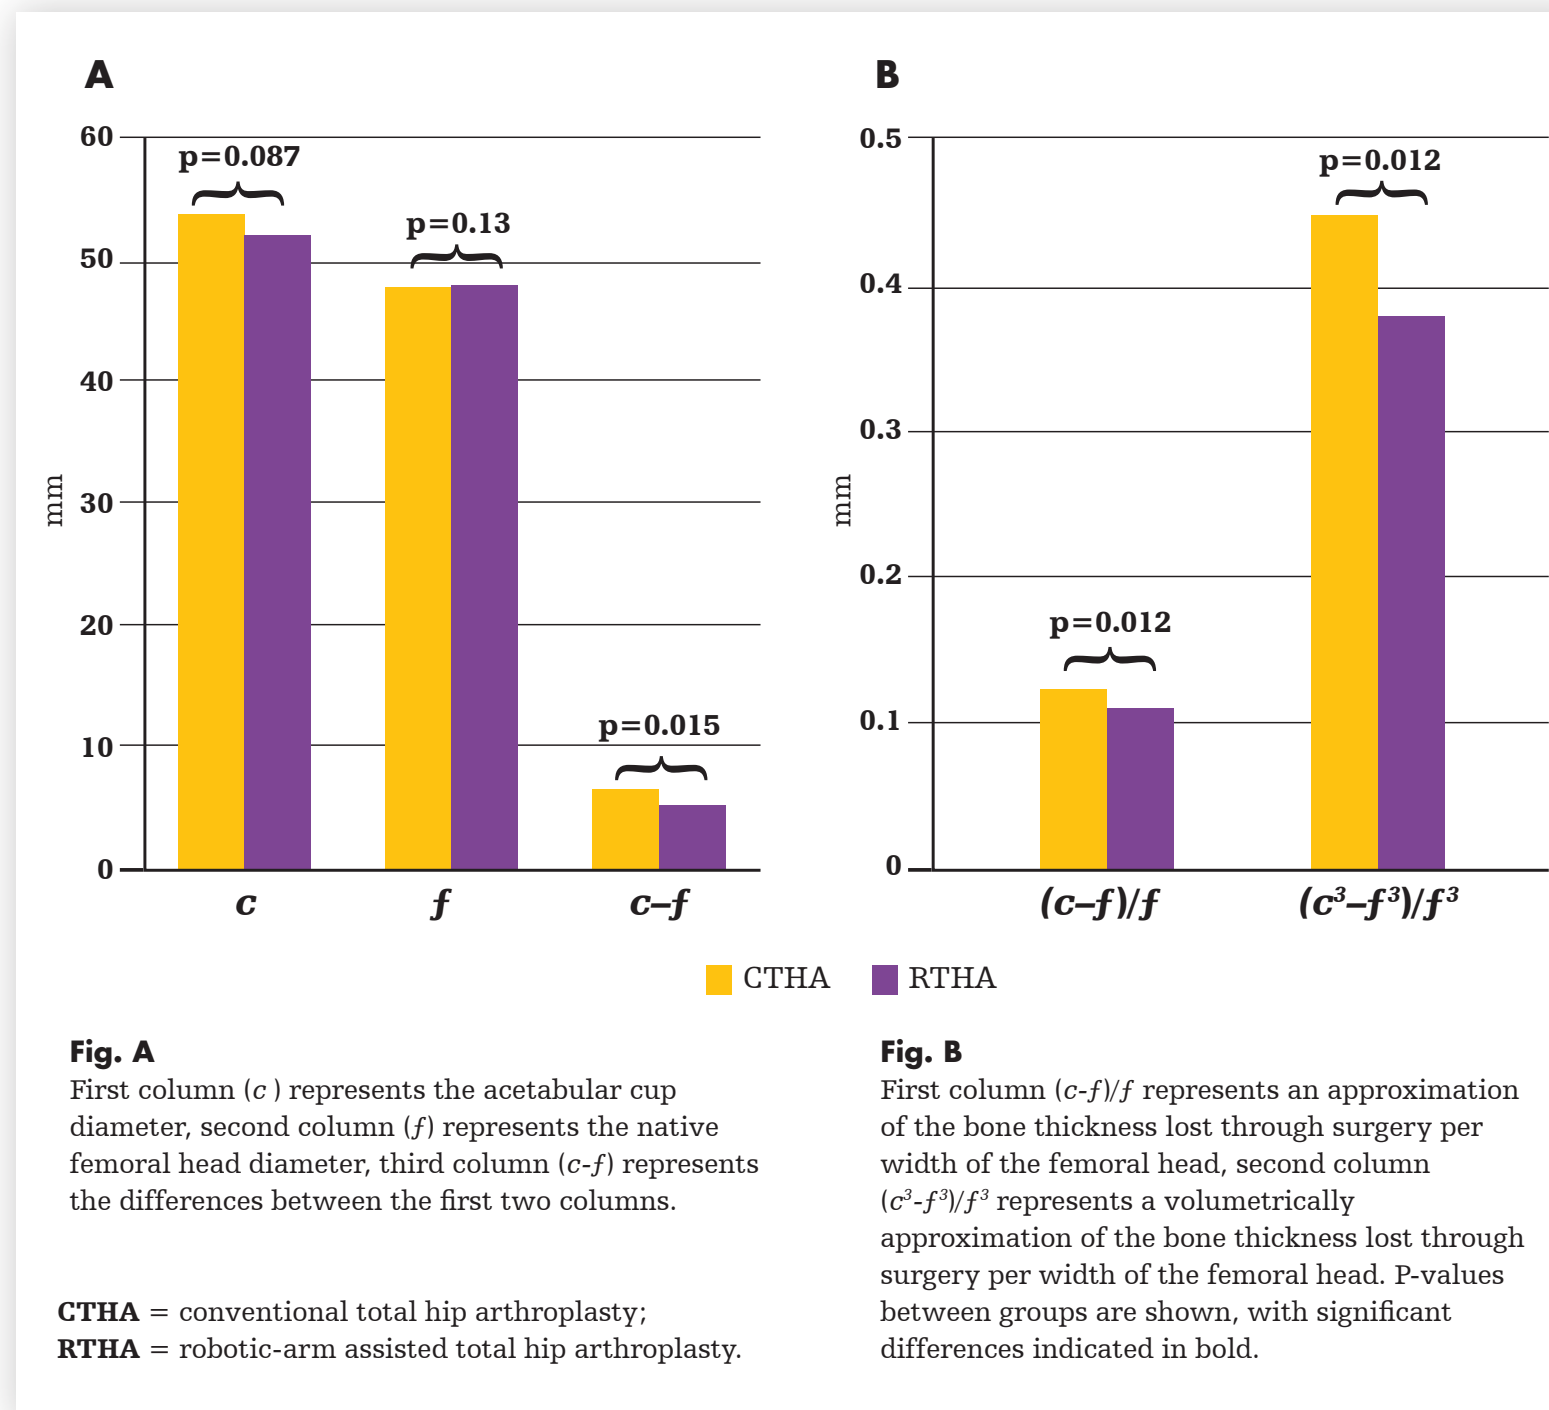 A
60
50
40
30
20
10
0
mm
p=0.087
p=0.13
p=0.015
c
f
c–f
B
0.5
0.4
0.3
0.2
0.1
0
mm
p=0.012
p=0.012
(c–f)/f
(c³–f³)/f³
CTHA RTHA
Fig. A
First column (c ) represents the acetabular cup
diameter, second column (f) represents the native
femoral head diameter, third column (c-f) represents
the differences between the first two columns.
CTHA = conventional total hip arthroplasty;
RTHA = robotic-arm assisted total hip arthroplasty.
Fig. B
First column (c-f)/f represents an approximation
of the bone thickness lost through surgery per
width of the femoral head, second column
(c³-f³)/f³ represents a volumetrically
approximation of the bone thickness lost through
surgery per width of the femoral head. P-values
between groups are shown, with significant
differences indicated in bold.